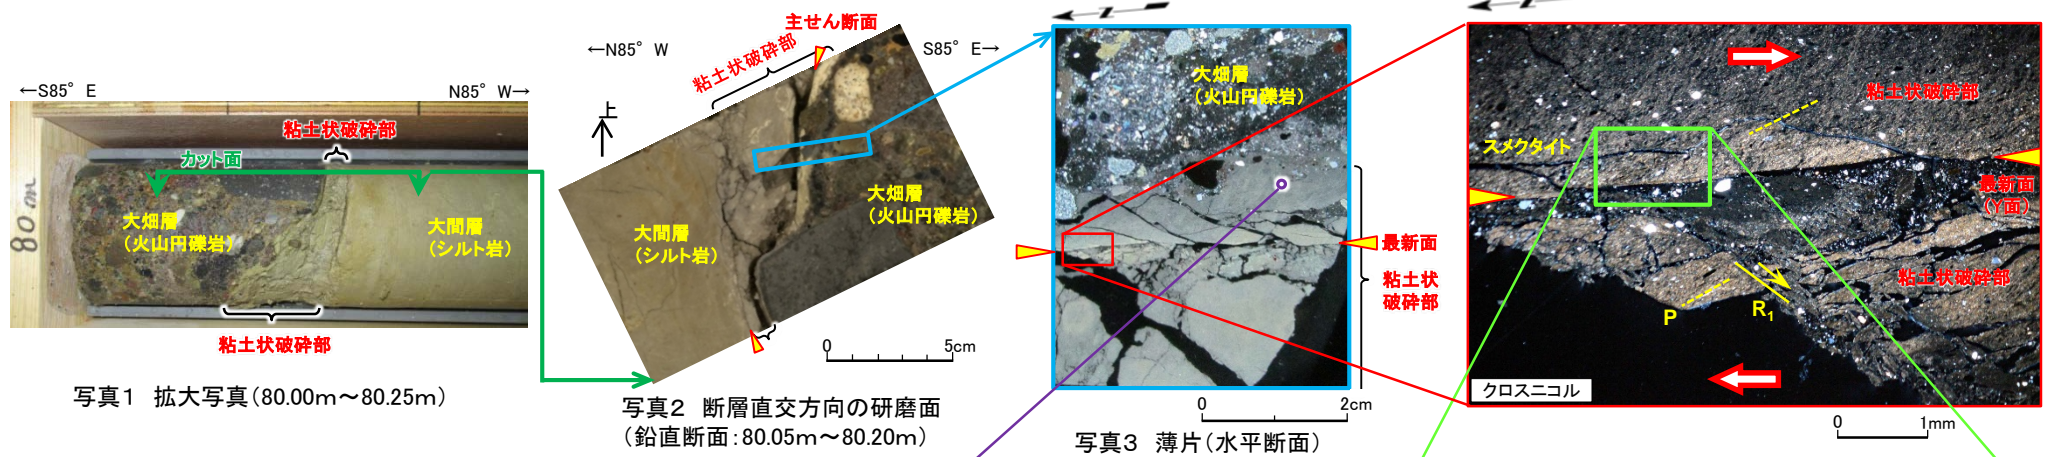 ←S85°E
N85°W→
80m
粘土状破砕部
カット面
大畑層
(火山円礫岩)
大間層
(シルト岩)
粘土状破砕部
写真1 拡大写真(80.00m～80.25m)
主せん断面
←N85°W
S85°E→
粘土状破砕部
上
大畑層
(火山円礫岩)
大間層
(シルト岩)
0
5cm
写真2 断層直交方向の研磨面
(鉛直断面:80.05m～80.20m)
大畑層
(火山円礫岩)
最新面
粘土状
破砕部
0
2cm
写真3 薄片(水平断面)
粘土状破砕部
スメクタイト
最新面
(Y面)
粘土状破砕部
P
R1
クロスニコル
0
1mm